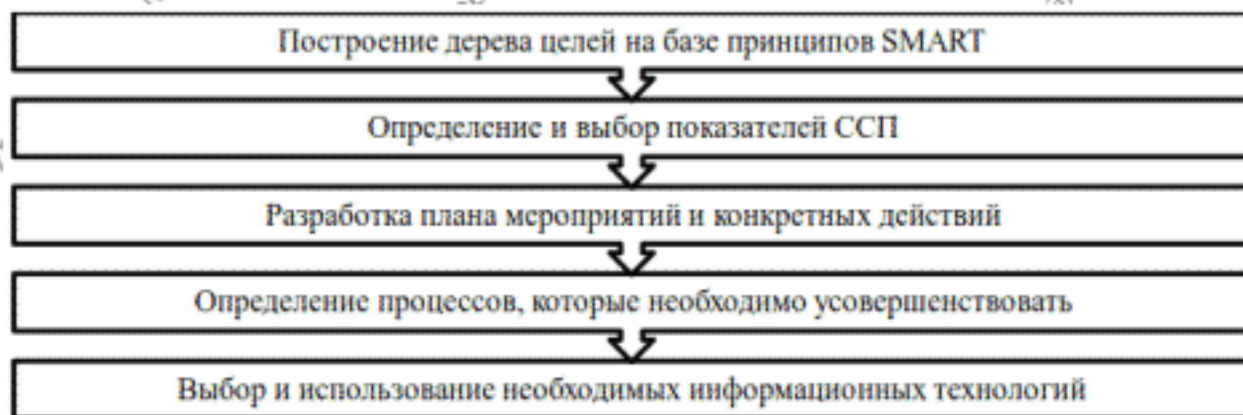 Построение дерева целей на базе принципов SMART
Определение и выбор показателей ССП
Разработка плана мероприятий и конкретных действий
Определение процессов, которые необходимо усовершенствовать
Выбор и использование необходимых информационных технологий